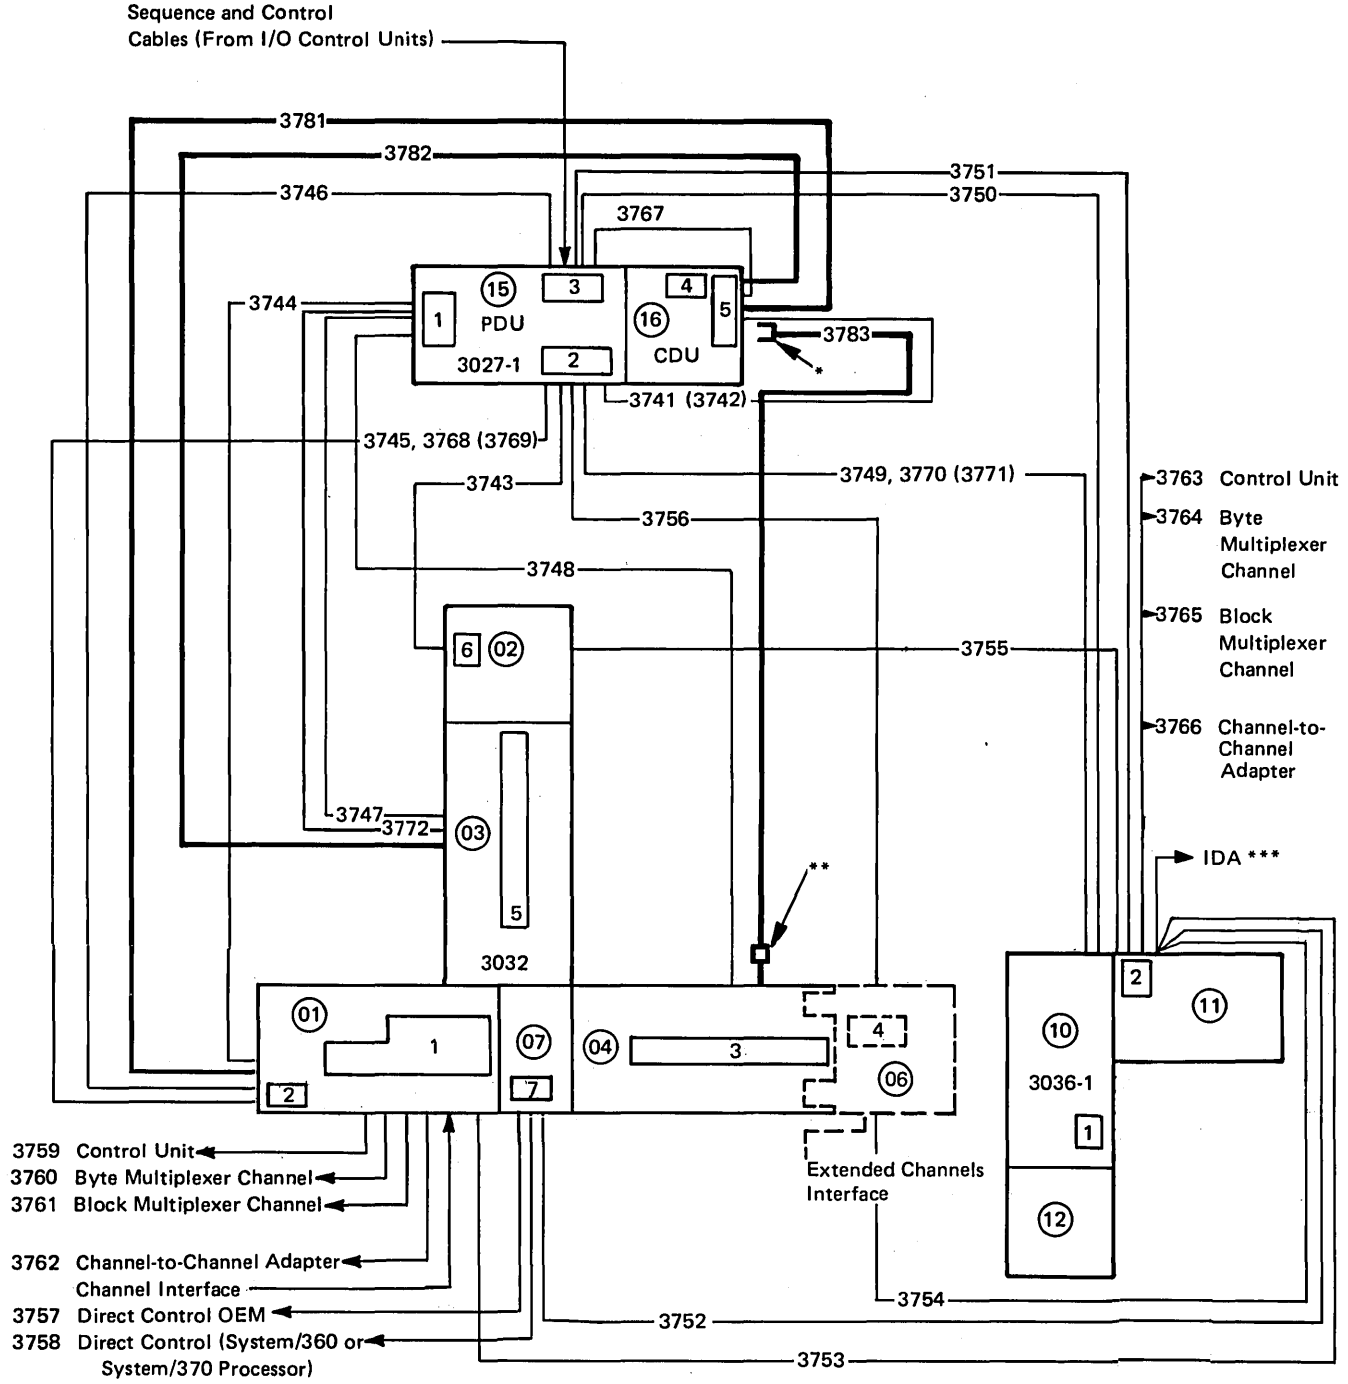 Sequence and Control
Cables (From I/O Control Units)
3781
3782
3751
3746
3750
3767
15
3
4
3744
1
PDU
16
5
3783
CDU
3027-1
2
*
3741 (3742)
3745, 3768 (3769)
3749, 3770 (3771)
3743
3763 Control Unit
3756
3764 Byte
Multiplexer
Channel
3748
3765 Block
Multiplexer
Channel
6
02
3755
3766 Channel-to-
Channel
Adapter
3747
3772
03
IDA ***
**
5
3032
2
01
11
10
07
04
3
4
1
06
3036-1
2
7
1
3759 Control Unit
3760 Byte Multiplexer Channel
3761 Block Multiplexer Channel
Extended Channels
Interface
12
3762 Channel-to-Channel Adapter
Channel Interface
3754
3757 Direct Control OEM
3752
3758 Direct Control (System/360 or
System/370 Processor)
3753